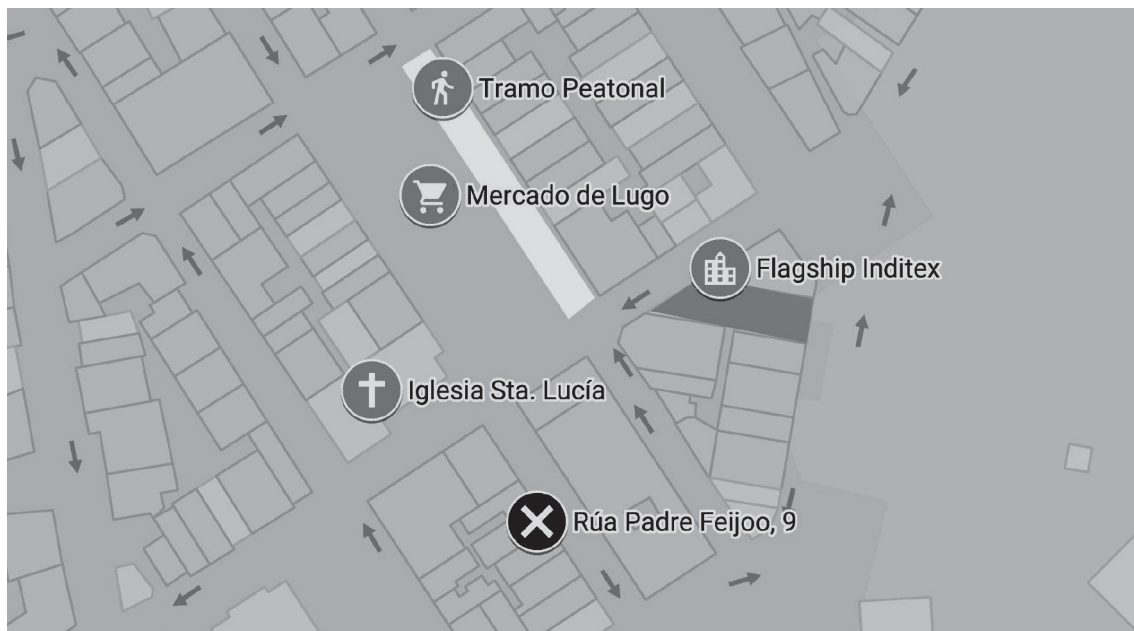 Tramo Peatonal
Mercado de Lugo
Flagship Inditex
Iglesia Sta. Lucía
Rúa Padre Feijoo, 9